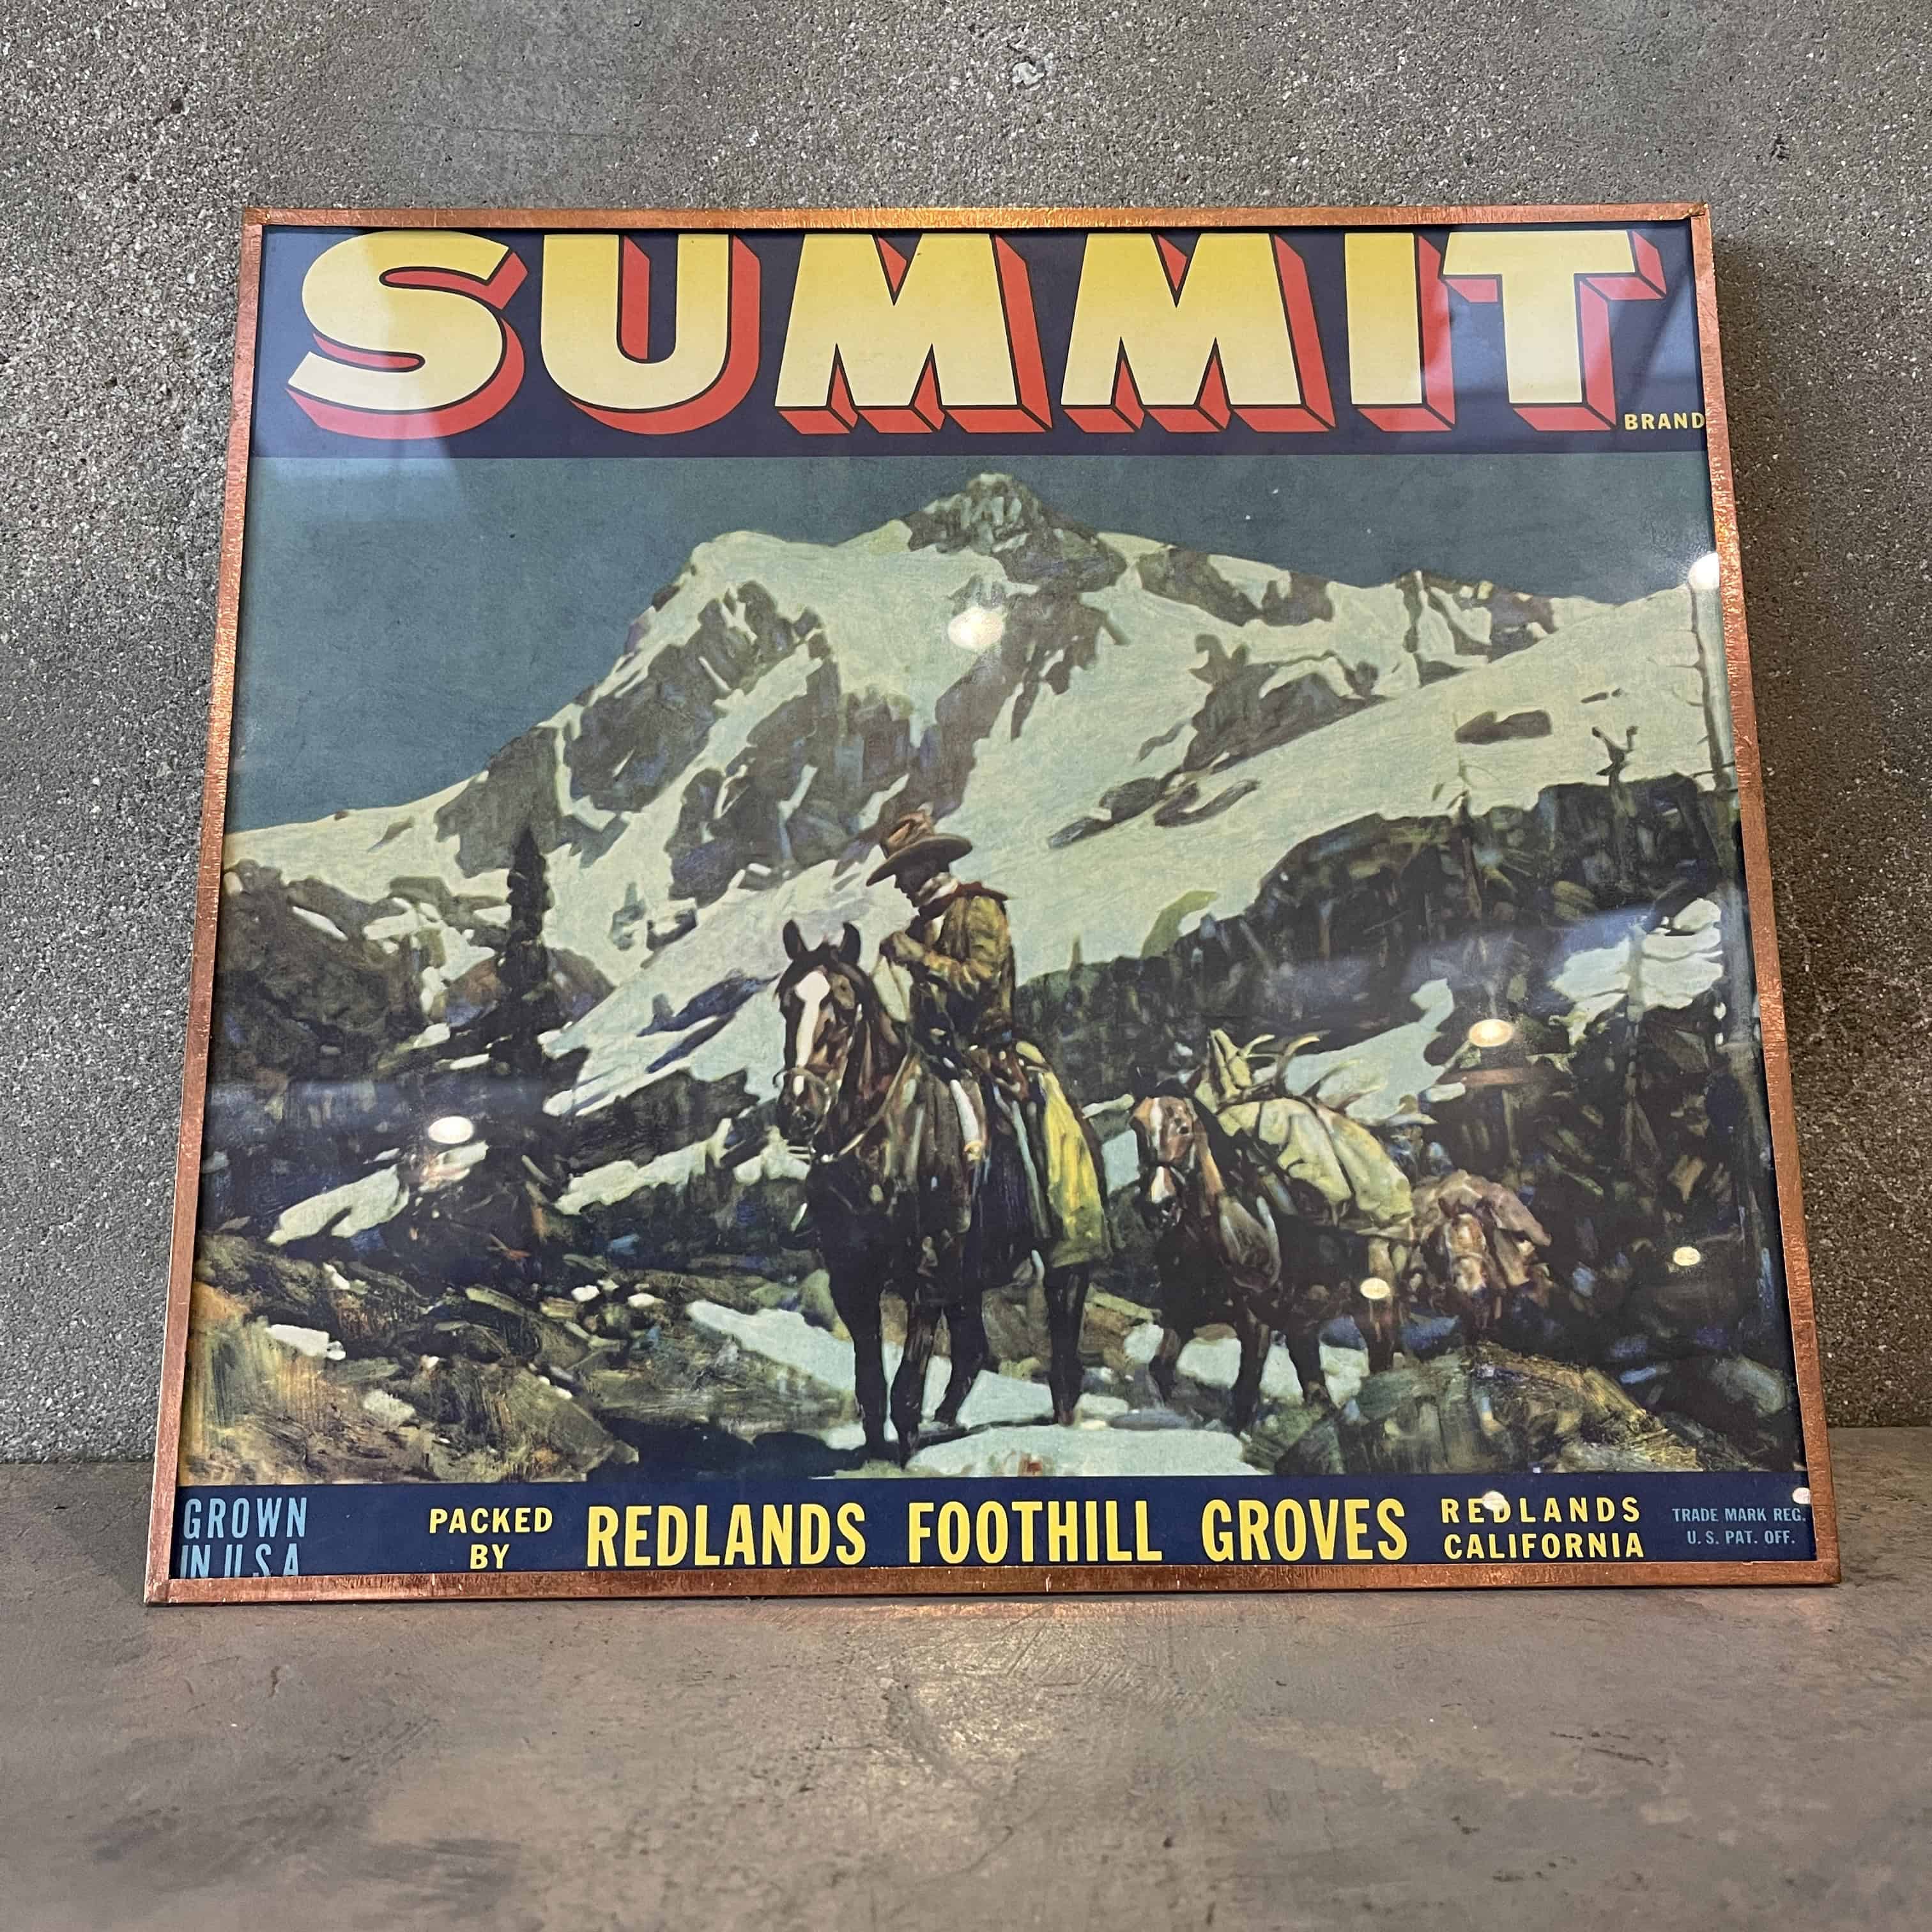 SUMMIT
BRAND
GROWN
IN U.S.A
PACKED
BY
REDLANDS FOOTHILL GROVES
REDLANDS
CALIFORNIA
TRADE MARK REG.
U. S. PAT. OFF.